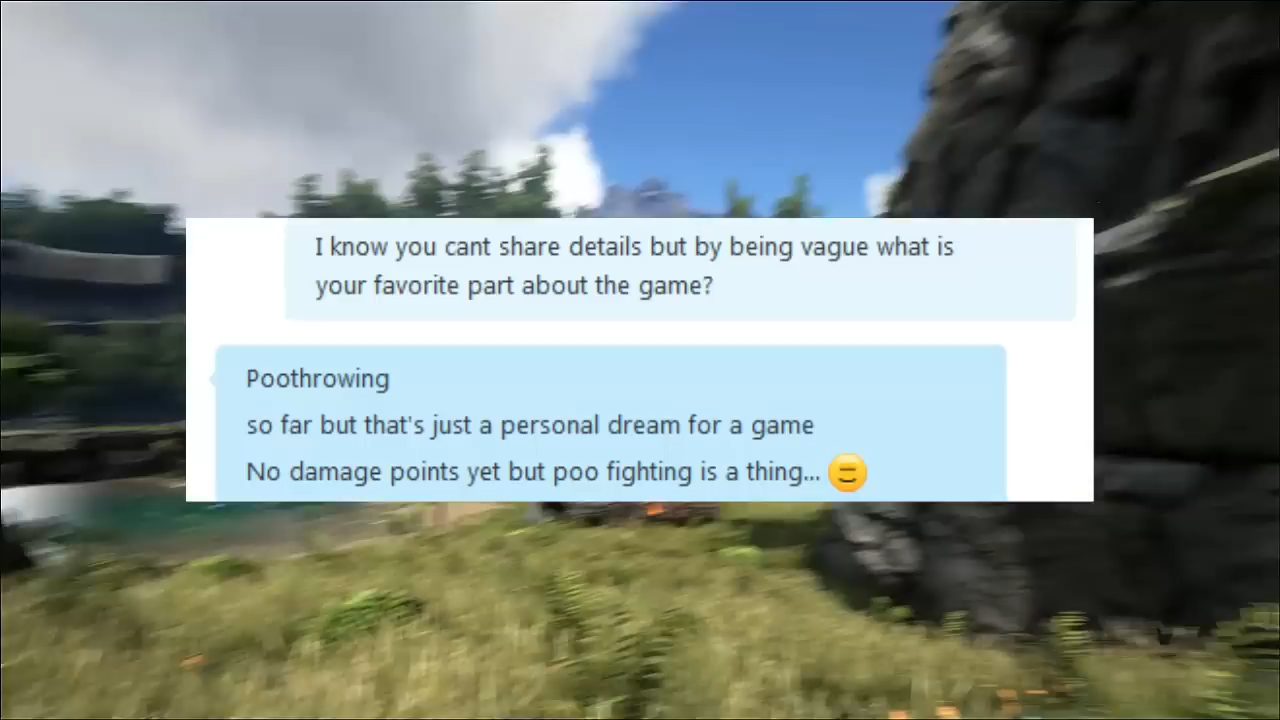 I know you cant share details but by being vague what is
your favorite part about the game?
Poothrowing
so far but that's just a personal dream for a game
No damage points yet but poo fighting is a thing...